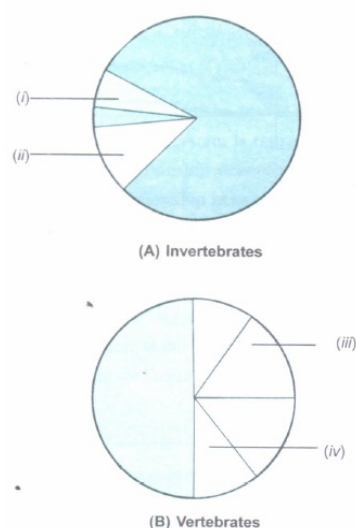 (i)
(ii)
(A) Invertebrates
(iii)
(iv)
(B) Vertebrates